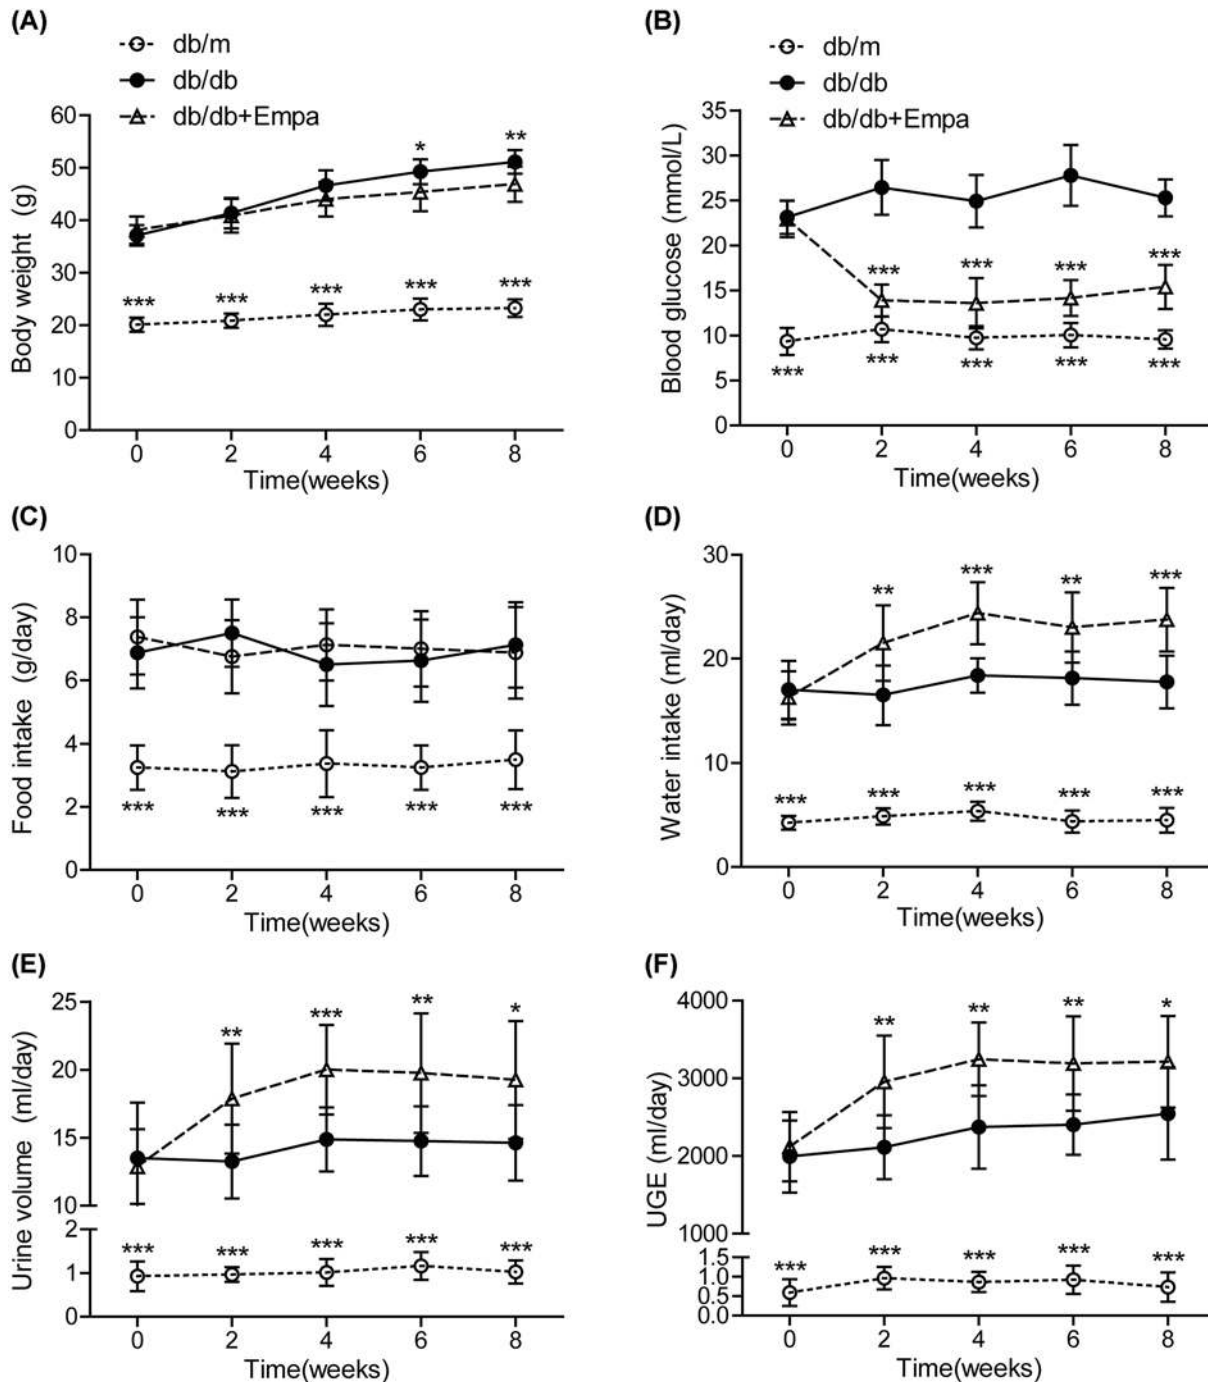 (A)
db/m
db/db
db/db+Empa
Body weight (g)
60
50
40
30
20
10
0
* **
*** *** *** *** ***
0 2 4 6 8
Time(weeks)
(B)
db/m
db/db
db/db+Empa
Blood glucose (mmol/L)
35
30
25
20
15
10
5
0
*** *** *** ***
*** *** *** *** ***
0 2 4 6 8
Time(weeks)
(C)
Food intake (g/day)
10
8
6
4
2
0
*** *** *** *** ***
0 2 4 6 8
Time(weeks)
(D)
Water intake (ml/day)
30
20
10
0
** *** ** ***
*** *** *** *** ***
0 2 4 6 8
Time(weeks)
(E)
Urine volume (ml/day)
25
20
15
10
2
1
0
** *** ** *
*** *** *** *** ***
0 2 4 6 8
Time(weeks)
(F)
UGE (ml/day)
4000
3000
2000
1000
1.5
1.0
0.5
0.0
** ** ** *
*** *** *** *** ***
0 2 4 6 8
Time(weeks)